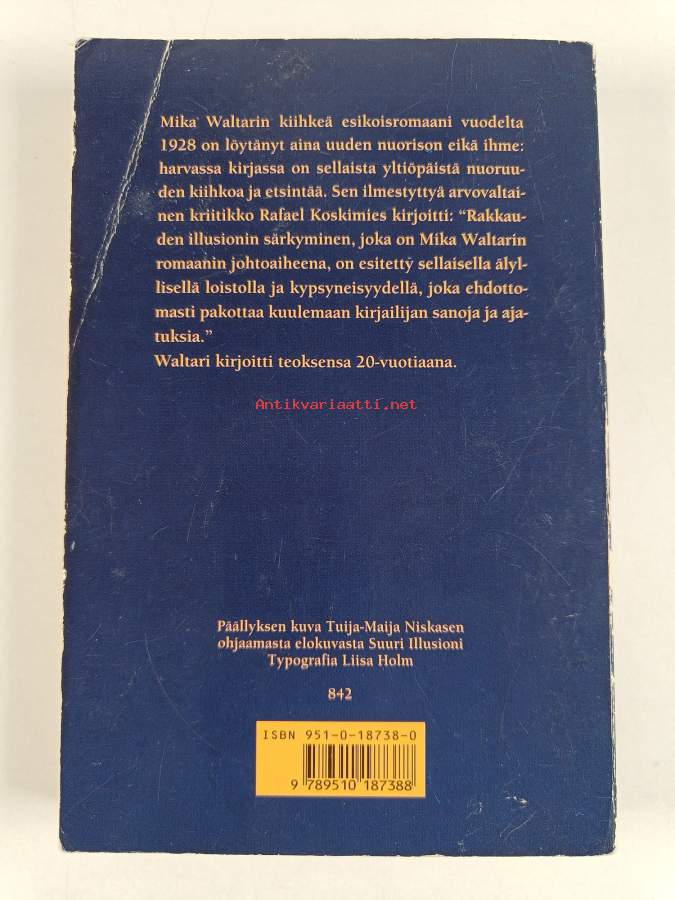 Mika Waltarin kiihkeä esikoisromaani vuodelta
1928 on löytänyt aina uuden nuorison eikä ihme:
harvassa kirjassa on sellaista yltiöpäistä nuoruu-
den kiihkoa ja etsintää. Sen ilmestyttyä arvovaltai-
nen kriitikko Rafael Koskimies kirjoitti: "Rakkau-
den illusionin särkyminen, joka on Mika Waltarin
romaanin johtoaiheena, on esitetty sellaisella älyl-
lisellä loistolla ja kypsyneisyydellä, joka ehdotto-
masti pakottaa kuulemaan kirjailijan sanoja ja aja-
tuksia."
Waltari kirjoitti teoksensa 20-vuotiaana.
Antikvariaatti.net
Päällyksen kuva Tuija-Maija Niskasen
ohjaamasta elokuvasta Suuri Illusioni
Typografia Liisa Holm
842
ISBN 951-0-18738-0
9 789510 187388